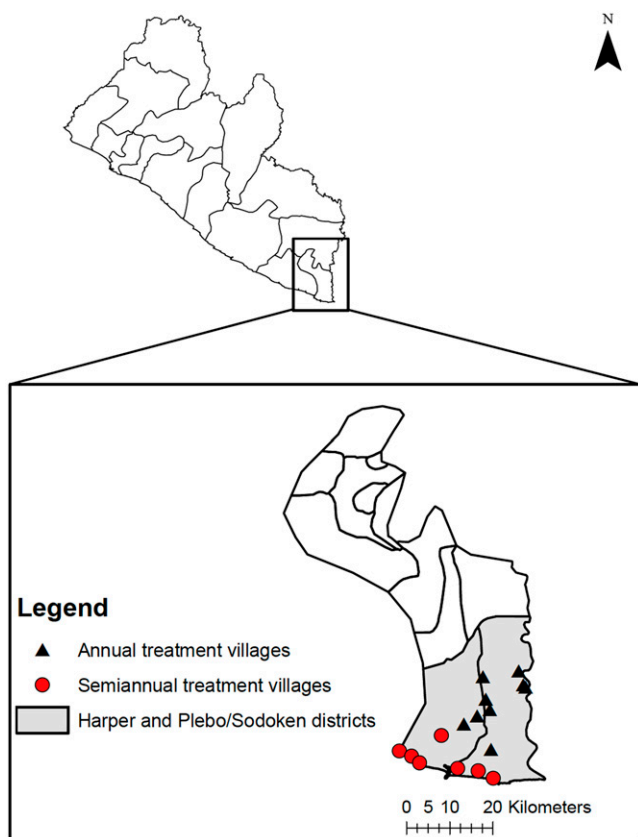 N
Legend
Annual treatment villages
Semiannual treatment villages
Harper and Plebo/Sodoken districts
0 5 10 20 Kilometers